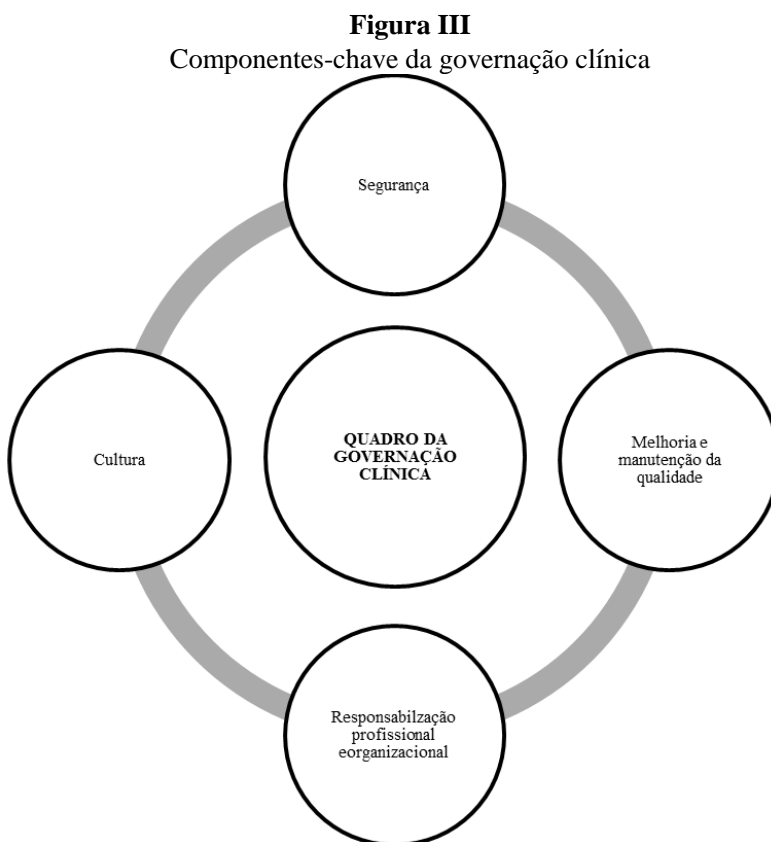 Figura III
Componentes-chave da governação clínica
Segurança
Cultura
QUADRO DA
GOVERNAÇÃO
CLÍNICA
Melhoria e
manutenção da
qualidade
Responsabilzação
profissional
eorganizacional